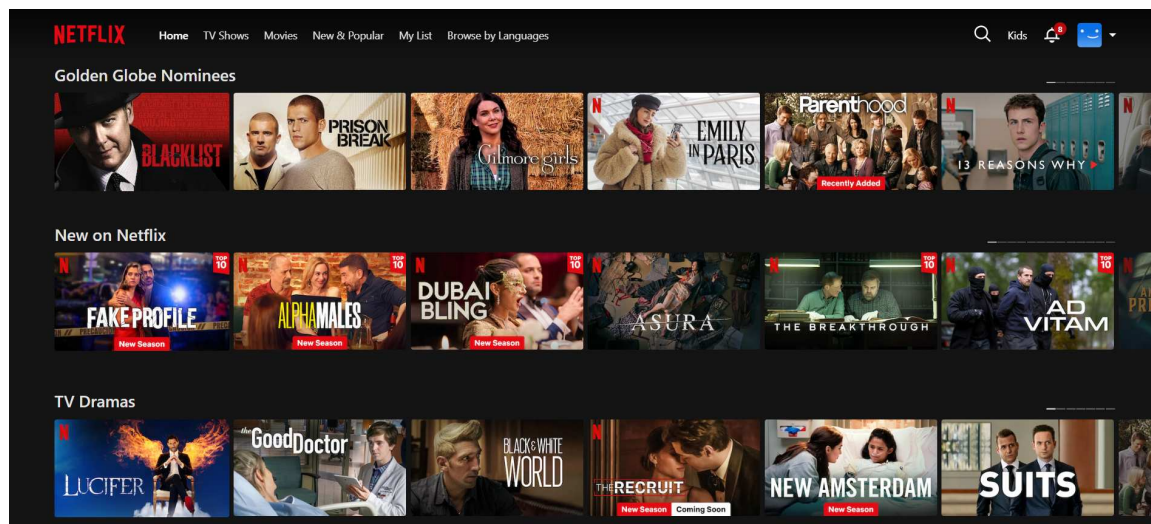 NETFLIX Home TV Shows Movies New & Popular My List Browse by Languages Kids 8
Golden Globe Nominees
BLACKLIST
PRISON
BREAK
Gilmore girls
N
EMILY
IN PARIS
Parenthood
Recently Added
N
13 REASONS WHY
N
New on Netflix
N
TOP
10
FAKE PROFILE
New Season
N
TOP
10
ALPHAMALES
New Season
N
TOP
10
DUBAI
BLING
New Season
N
ASURA
N
TOP
10
THE BREAKTHROUGH
N
TOP
10
AD
VITAM
N
TV Dramas
N
LUCIFER
the GoodDoctor
BLACK & WHITE
WORLD
N
THE RECRUIT
New Season Coming Soon
NEW AMSTERDAM
New Season
SUITS